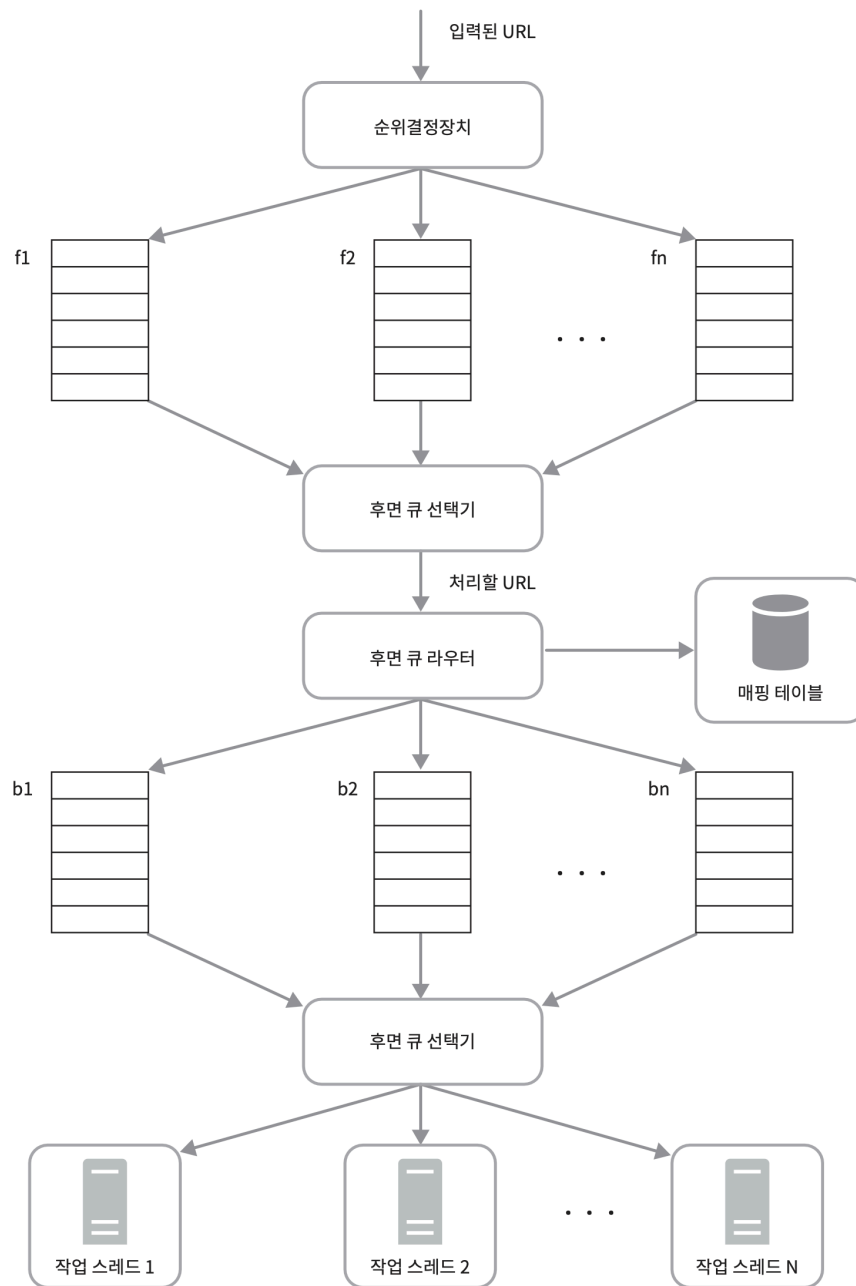 입력된 URL
순위결정장치
f1
f2
fn
. . .
후면 큐 선택기
처리할 URL
후면 큐 라우터
매핑 테이블
b1
b2
bn
. . .
후면 큐 선택기
. . .
작업 스레드 1
작업 스레드 2
작업 스레드 N